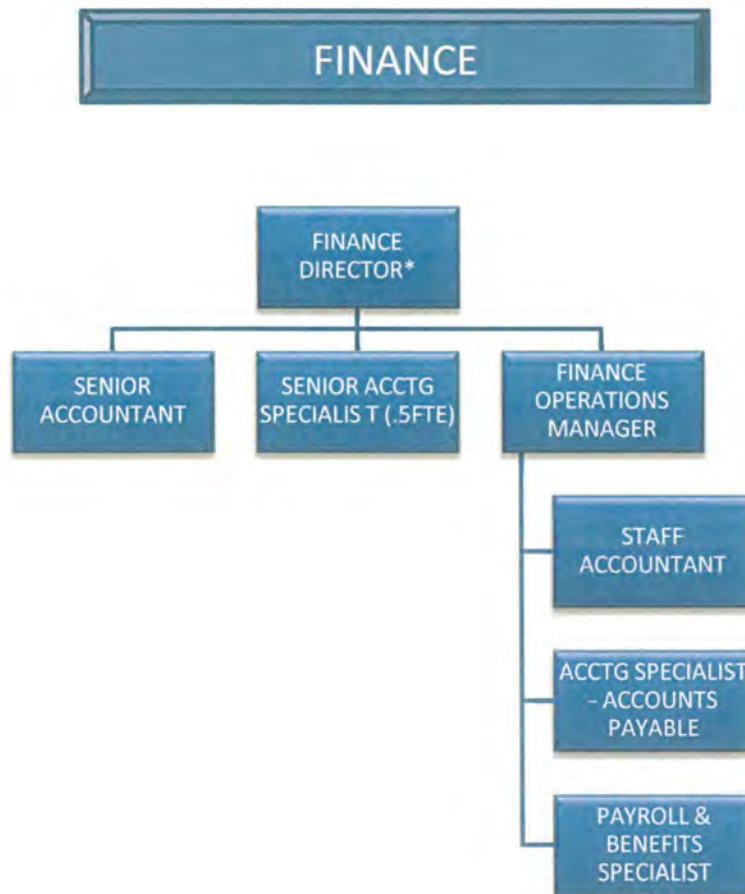 FINANCE
FINANCE
DIRECTOR*
SENIOR
ACCOUNTANT
SENIOR ACCTG
SPECIALIS T (.5FTE)
FINANCE
OPERATIONS
MANAGER
STAFF
ACCOUNTANT
ACCTG SPECIALIST
- ACCOUNTS
PAYABLE
PAYROLL &
BENEFITS
SPECIALIST